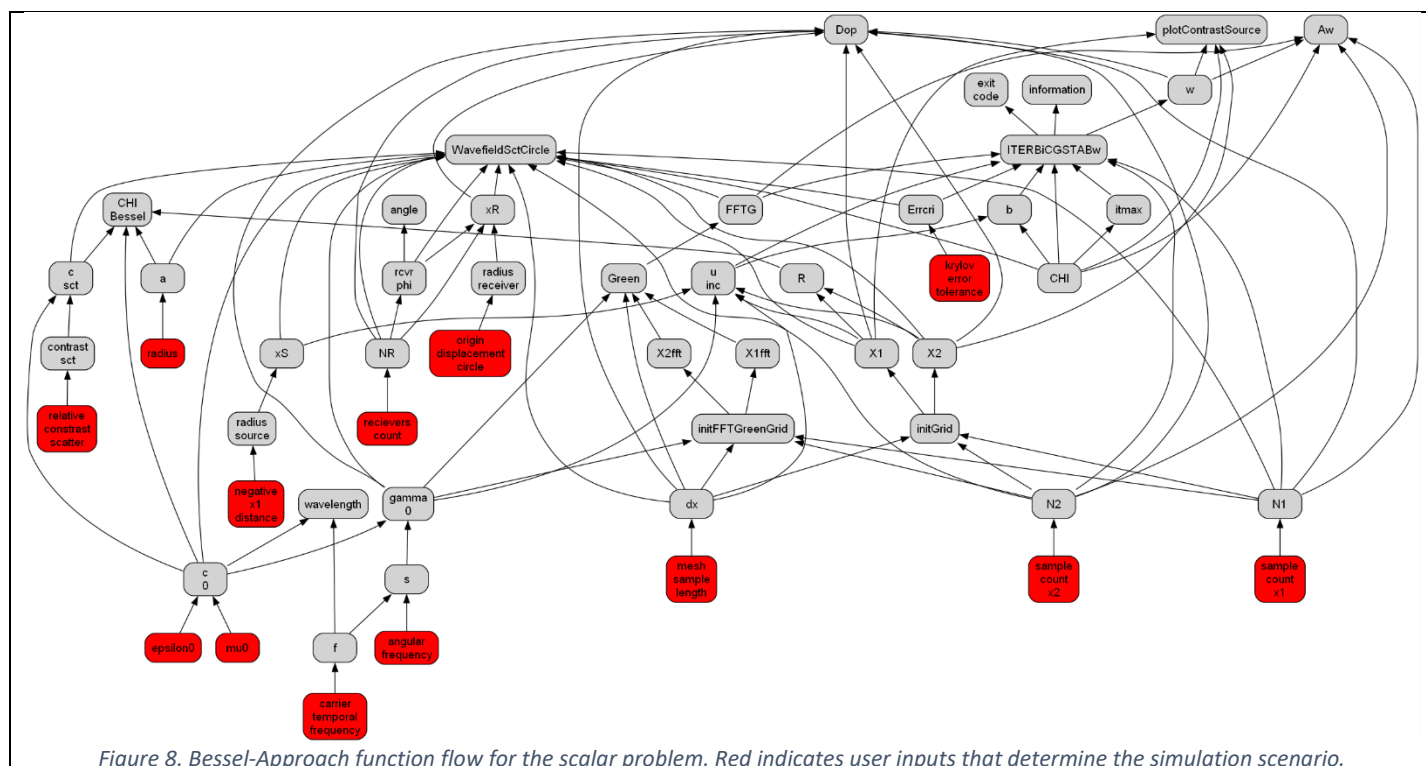 Dop
plotContrastSource
Aw
exit
code
information
w
WavefieldSctCircle
ITERBiCGSTABw
CHI
Bessel
angle
xR
FFTG
Errcri
b
itmax
c
sct
a
rcvr
phi
radius
receiver
Green
u
inc
R
krylov
error
tolerance
CHI
contrast
sct
radius
xS
NR
origin
displacement
circle
X2fft
X1fft
X1
X2
relative
constrast
scatter
radius
source
recievers
count
initFFTGreenGrid
initGrid
negative
x1
distance
wavelength
gamma
0
dx
N2
N1
c
0
s
mesh
sample
length
sample
count
x2
sample
count
x1
epsilon0
mu0
f
angular
frequency
carrier
temporal
frequency
Figure 8. Bessel-Approach function flow for the scalar problem. Red indicates user inputs that determine the simulation scenario.